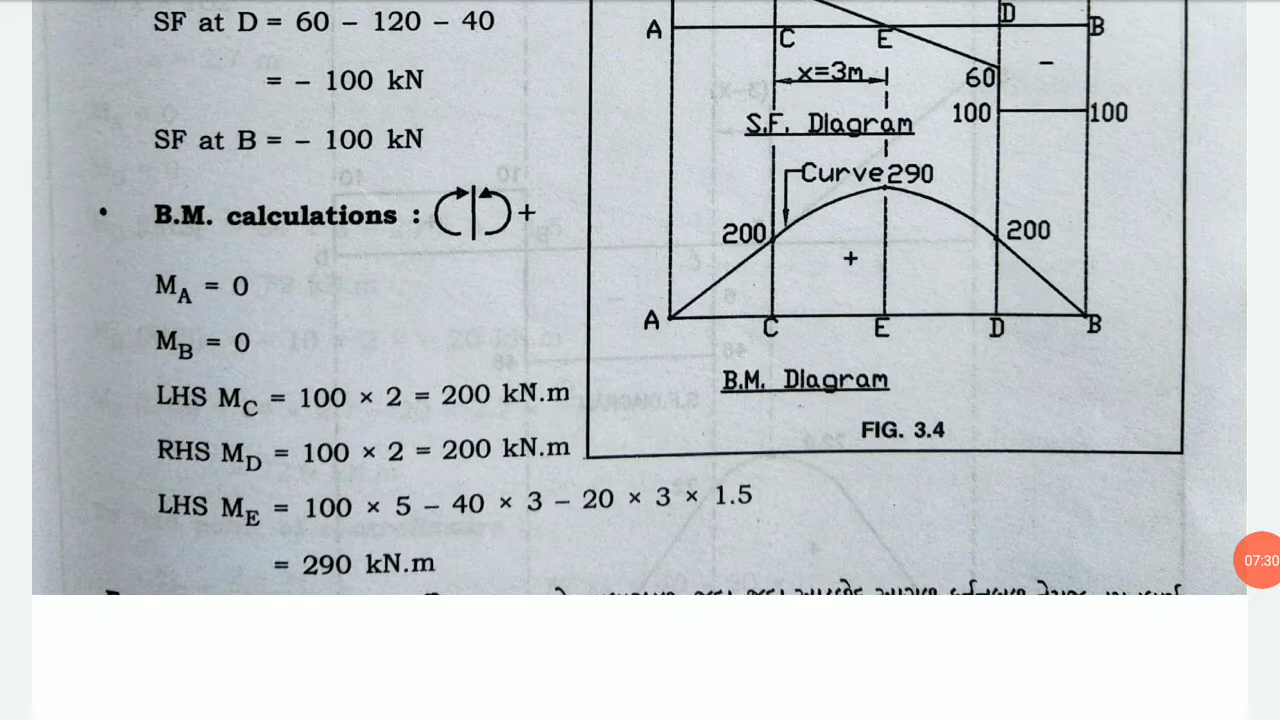 SF at D = 60 – 120 – 40
= – 100 kN
SF at B = – 100 kN
• B.M. calculations : +
M_A = 0
M_B = 0
LHS M_C = 100 × 2 = 200 kN.m
RHS M_D = 100 × 2 = 200 kN.m
LHS M_E = 100 × 5 – 40 × 3 – 20 × 3 × 1.5
= 290 kN.m
A C E D B
x=3m
60
–
100 100
S.F. Diagram
Curve 290
200 200
+
A C E D B
B.M. Diagram
FIG. 3.4
07:30